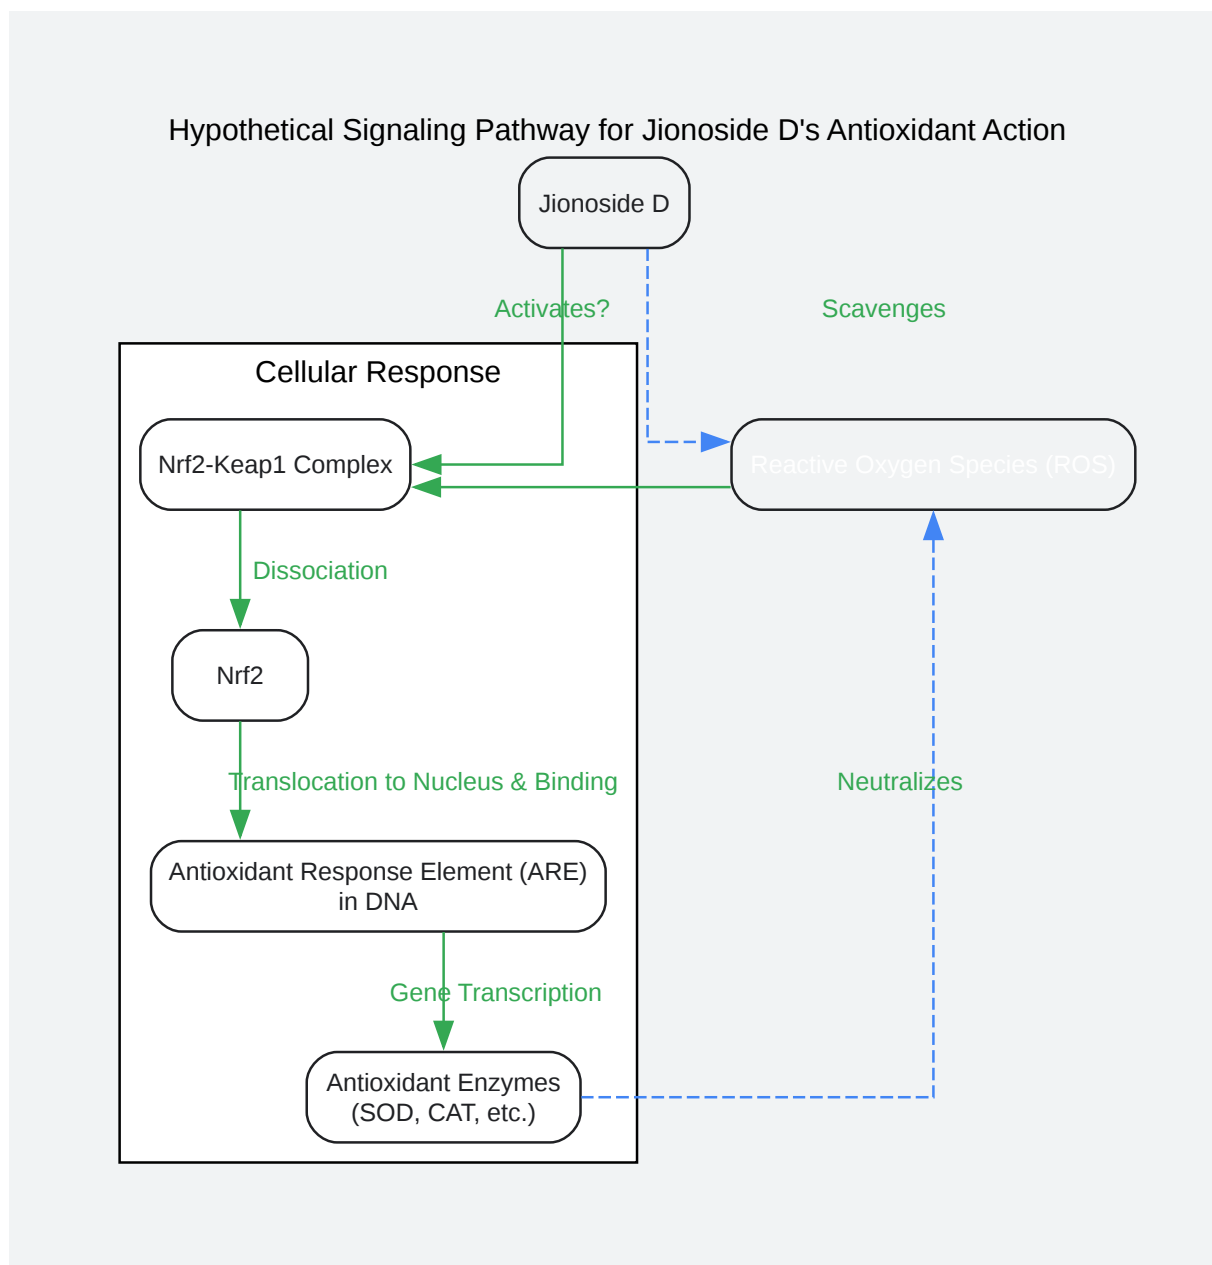 Hypothetical Signaling Pathway for Jionoside D's Antioxidant Action
Jionoside D
Activates?
Scavenges
Cellular Response
Nrf2-Keap1 Complex
Reactive Oxygen Species (ROS)
Dissociation
Nrf2
Translocation to Nucleus & Binding
Neutralizes
Antioxidant Response Element (ARE)
in DNA
Gene Transcription
Antioxidant Enzymes
(SOD, CAT, etc.)